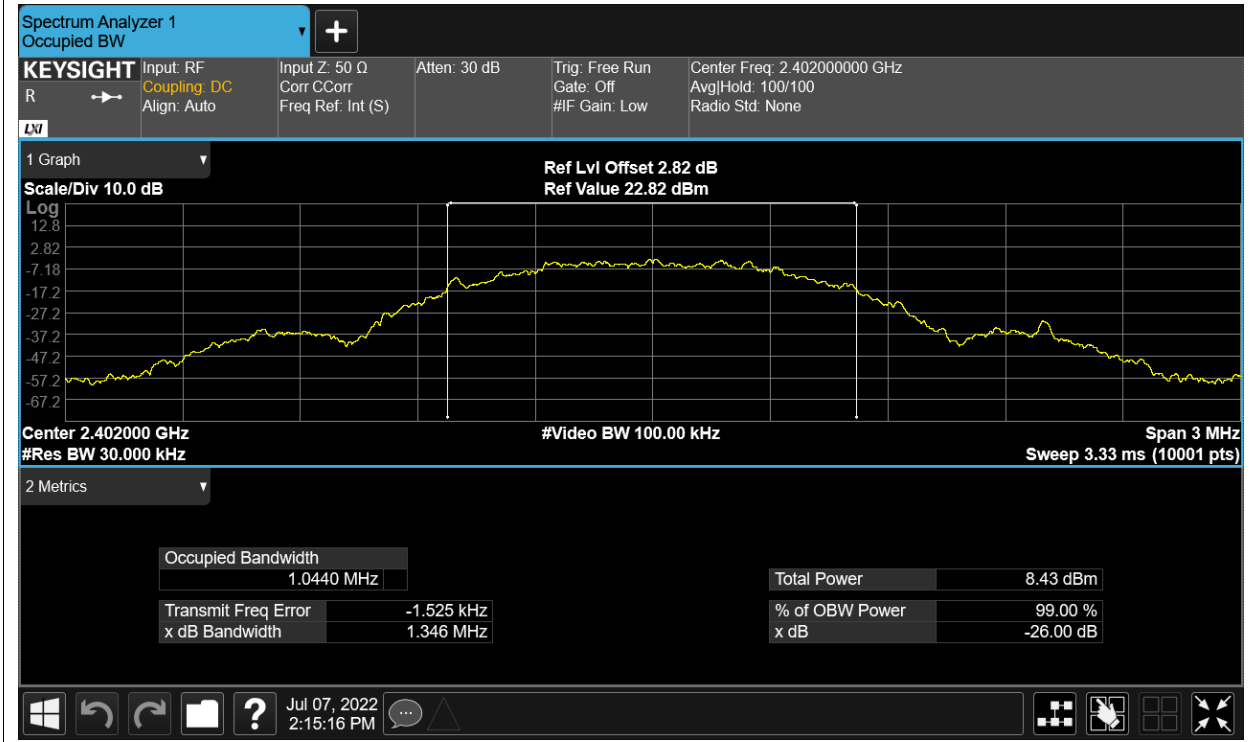 Spectrum Analyzer 1
Occupied BW
KEYSIGHT
R
LXI
Input: RF
Coupling: DC
Align: Auto
Input Z: 50 Ω
Corr CCorr
Freq Ref: Int (S)
Atten: 30 dB
Trig: Free Run
Gate: Off
#IF Gain: Low
Center Freq: 2.402000000 GHz
Avg|Hold: 100/100
Radio Std: None
1 Graph
Scale/Div 10.0 dB
Ref Lvl Offset 2.82 dB
Ref Value 22.82 dBm
Log
12.8
2.82
-7.18
-17.2
-27.2
-37.2
-47.2
-57.2
-67.2
Center 2.402000 GHz
#Video BW 100.00 kHz
Span 3 MHz
#Res BW 30.000 kHz
Sweep 3.33 ms (10001 pts)
2 Metrics
Occupied Bandwidth
1.0440 MHz
Total Power 8.43 dBm
Transmit Freq Error -1.525 kHz
% of OBW Power 99.00 %
x dB Bandwidth 1.346 MHz
x dB -26.00 dB
?
Jul 07, 2022
2:15:16 PM